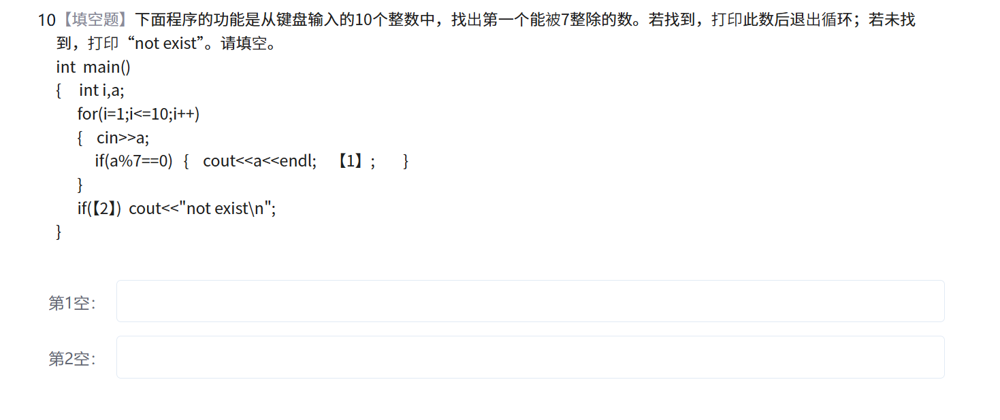 10【填空题】下面程序的功能是从键盘输入的10个整数中，找出第一个能被7整除的数。若找到，打印此数后退出循环；若未找
到，打印“not exist”。请填空。
int  main()
{    int i,a;
for(i=1;i<=10;i++)
{   cin>>a;
if(a%7==0)  {   cout<<a<<endl;   【1】;      }
}
if(【2】)  cout<<"not exist\n";
}
第1空:
第2空: